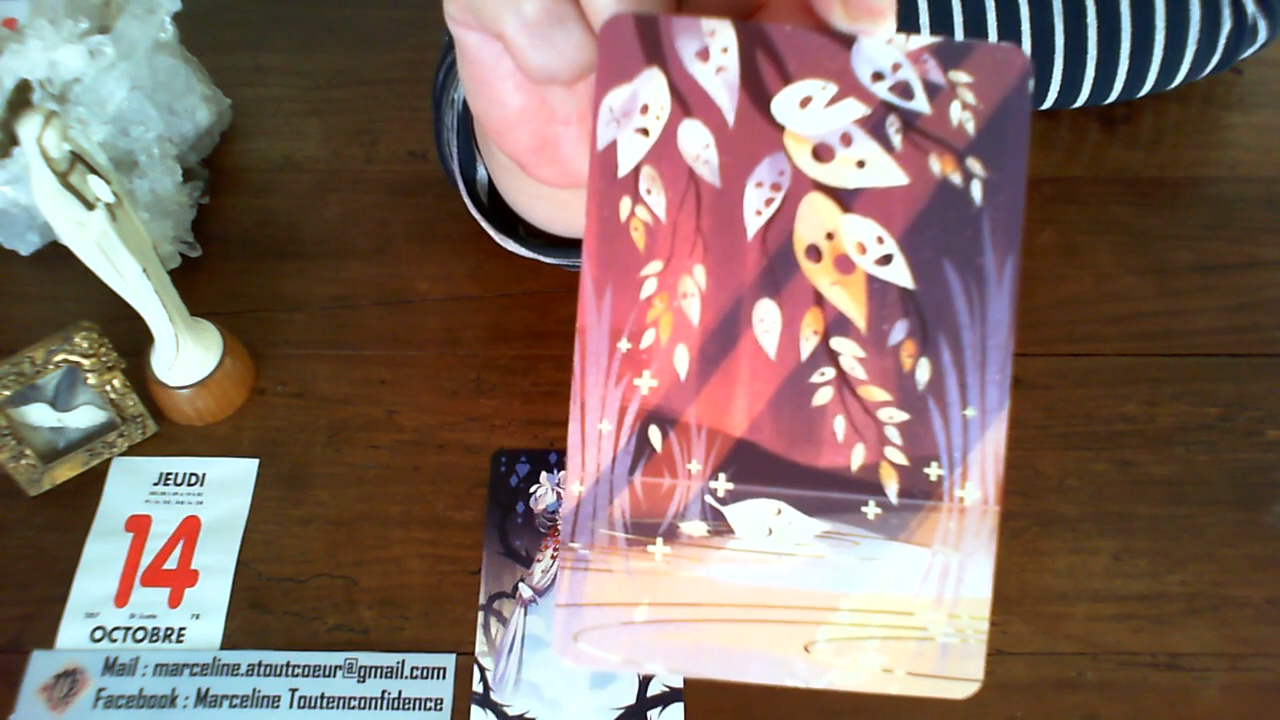 JEUDI
14
OCTOBRE
Mail : marceline.atoutcoeur@gmail.com
Facebook : Marceline Toutenconfidence